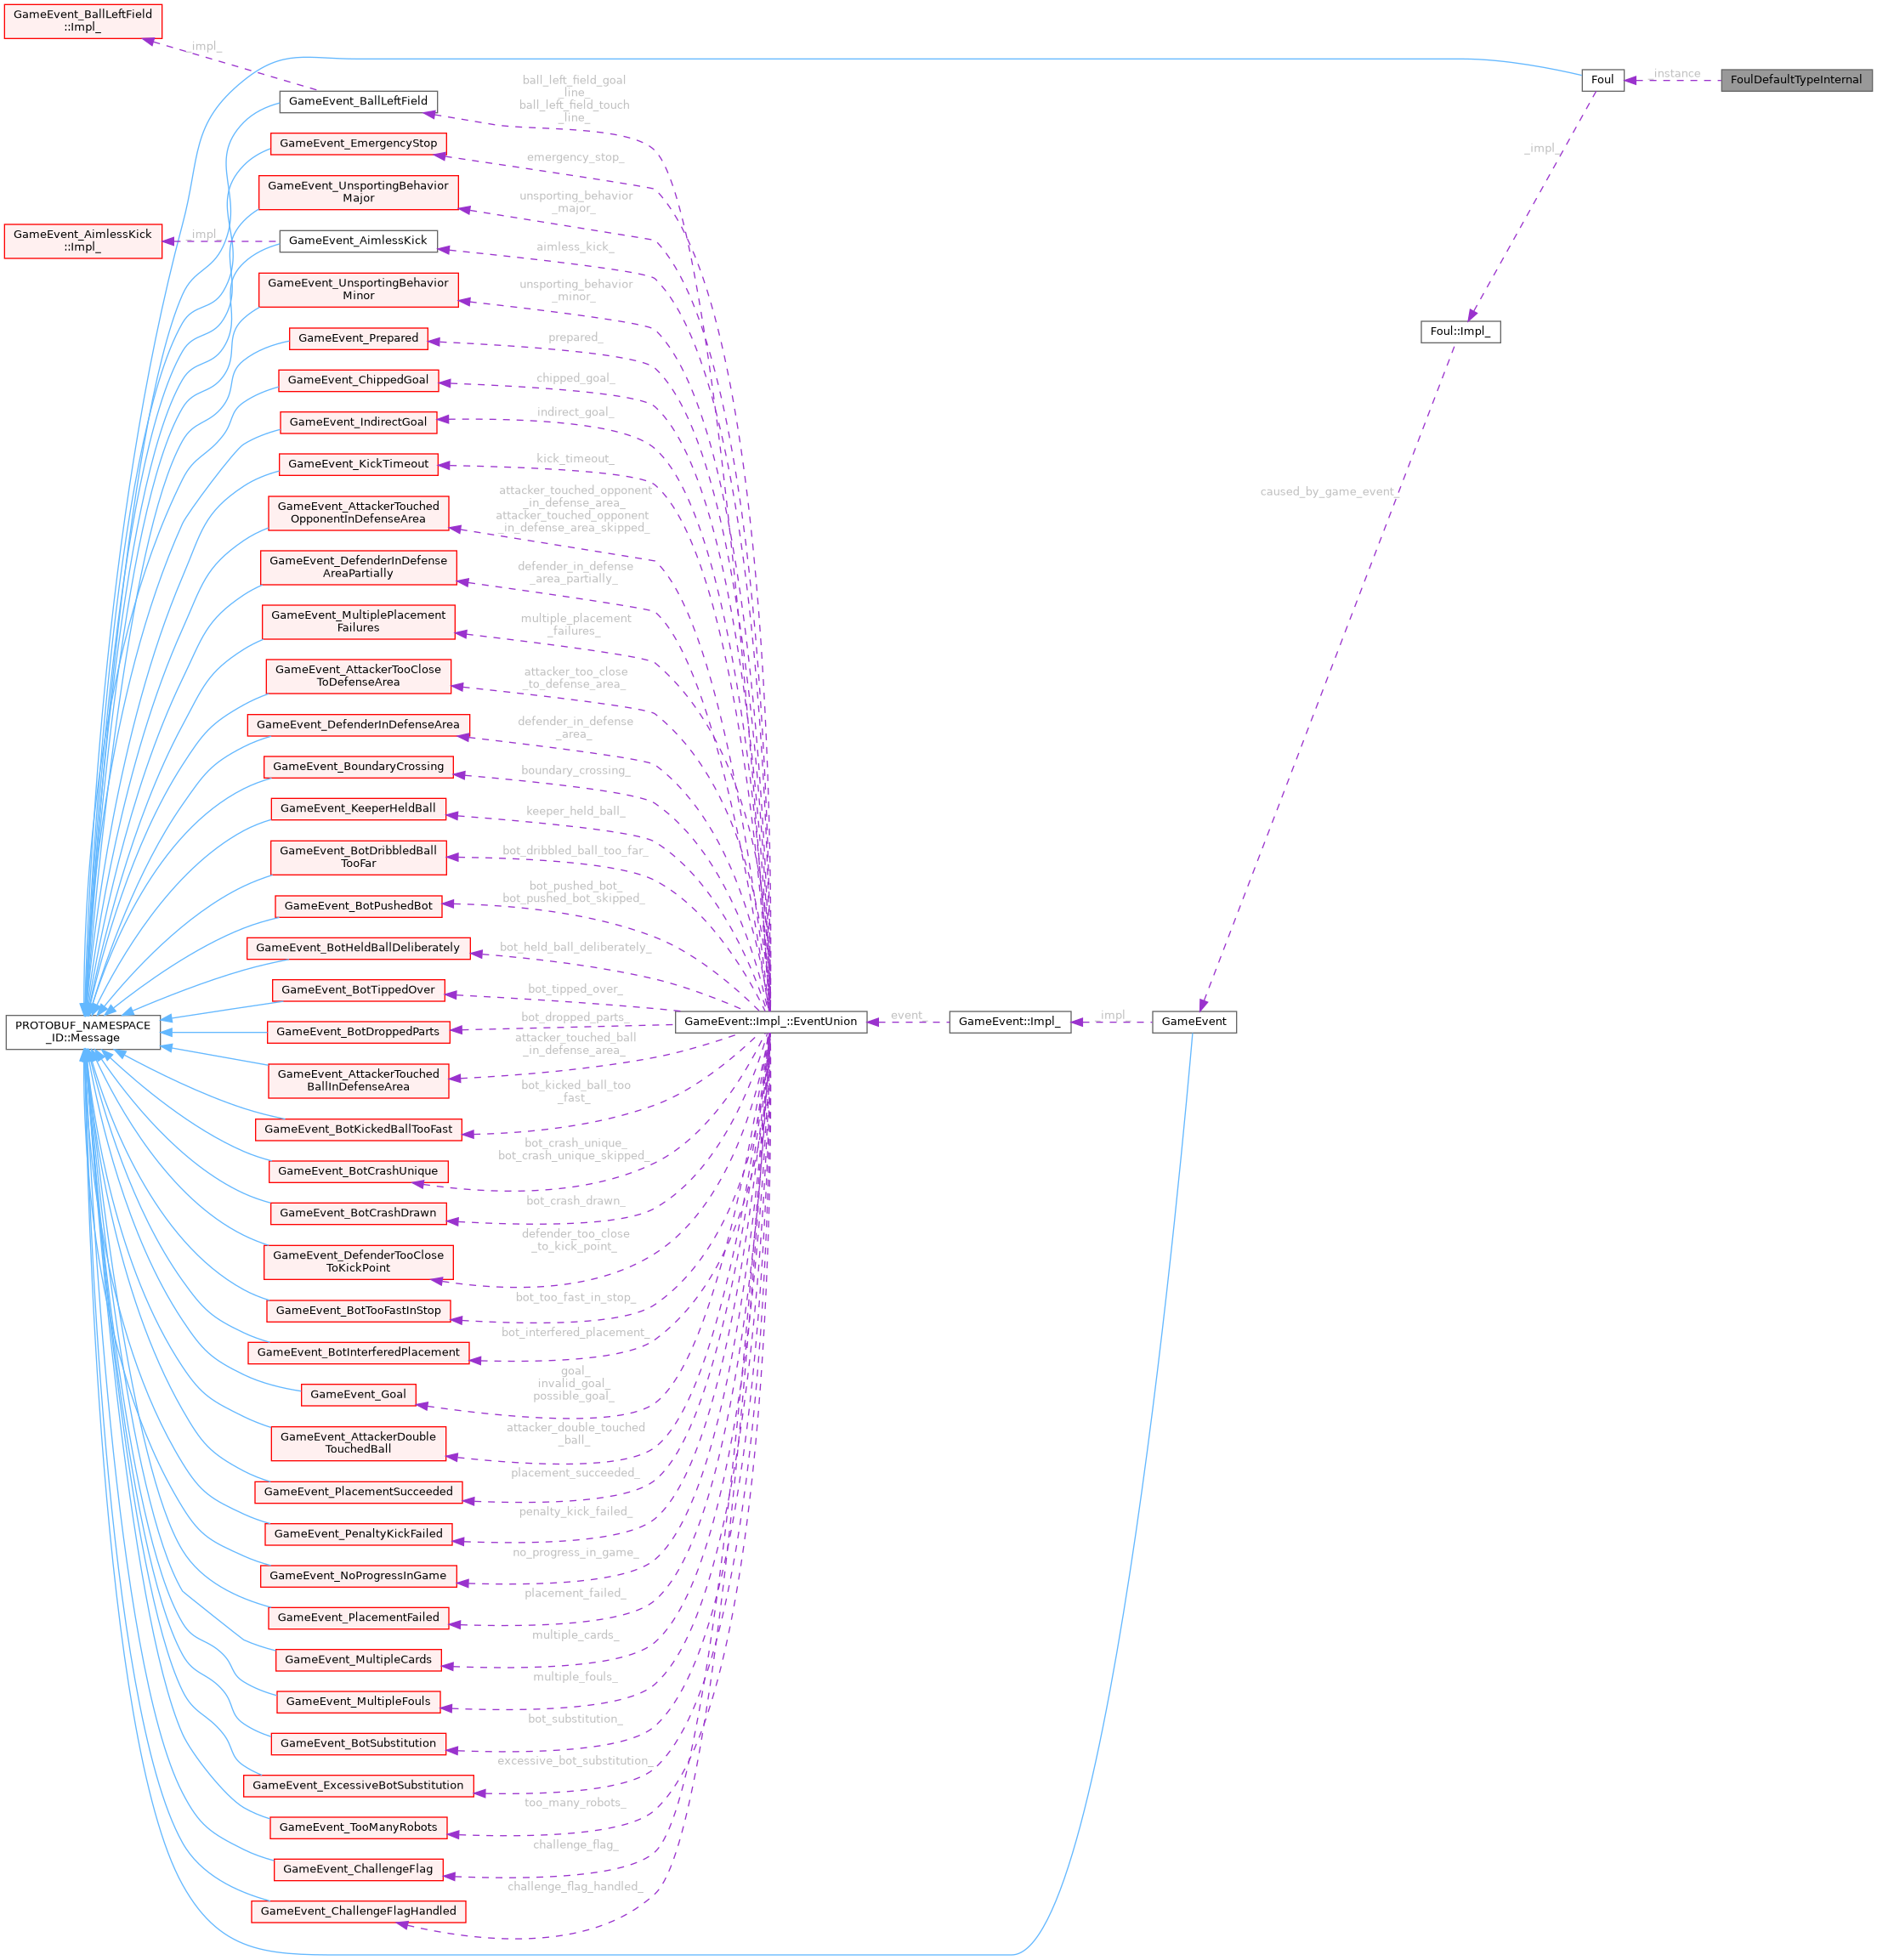 GameEvent_BallLeftField
::Impl_
_impl_
Foul
_instance
FoulDefaultTypeInternal
ball_left_field_goal
_line_
ball_left_field_touch
_line_
GameEvent_BallLeftField
GameEvent_EmergencyStop
emergency_stop_
_impl_
GameEvent_UnsportingBehavior
Major
unsporting_behavior
_major_
GameEvent_AimlessKick
::Impl_
_impl_
GameEvent_AimlessKick
aimless_kick_
GameEvent_UnsportingBehavior
Minor
unsporting_behavior
_minor_
GameEvent_Prepared
prepared_
Foul::Impl_
GameEvent_ChippedGoal
chipped_goal_
GameEvent_IndirectGoal
indirect_goal_
GameEvent_KickTimeout
kick_timeout_
GameEvent_AttackerTouched
OpponentInDefenseArea
attacker_touched_opponent
_in_defense_area_
attacker_touched_opponent
_in_defense_area_skipped_
caused_by_game_event_
GameEvent_DefenderInDefense
AreaPartially
defender_in_defense
_area_partially_
GameEvent_MultiplePlacement
Failures
multiple_placement
_failures_
GameEvent_AttackerTooClose
ToDefenseArea
attacker_too_close
_to_defense_area_
GameEvent_DefenderInDefenseArea
defender_in_defense
_area_
GameEvent_BoundaryCrossing
boundary_crossing_
GameEvent_KeeperHeldBall
keeper_held_ball_
GameEvent_BotDribbledBall
TooFar
bot_dribbled_ball_too_far_
GameEvent_BotPushedBot
bot_pushed_bot_
bot_pushed_bot_skipped_
GameEvent_BotHeldBallDeliberately
bot_held_ball_deliberately_
GameEvent_BotTippedOver
bot_tipped_over_
PROTOBUF_NAMESPACE
_ID::Message
GameEvent_BotDroppedParts
bot_dropped_parts_
GameEvent::Impl_::EventUnion
event_
GameEvent::Impl_
_impl_
GameEvent
GameEvent_AttackerTouched
BallInDefenseArea
attacker_touched_ball
_in_defense_area_
GameEvent_BotKickedBallTooFast
bot_kicked_ball_too
_fast_
GameEvent_BotCrashUnique
bot_crash_unique_
bot_crash_unique_skipped_
GameEvent_BotCrashDrawn
bot_crash_drawn_
GameEvent_DefenderTooClose
ToKickPoint
defender_too_close
_to_kick_point_
GameEvent_BotTooFastInStop
bot_too_fast_in_stop_
GameEvent_BotInterferedPlacement
bot_interfered_placement_
GameEvent_Goal
goal_
invalid_goal_
possible_goal_
GameEvent_AttackerDouble
TouchedBall
attacker_double_touched
_ball_
GameEvent_PlacementSucceeded
placement_succeeded_
GameEvent_PenaltyKickFailed
penalty_kick_failed_
GameEvent_NoProgressInGame
no_progress_in_game_
GameEvent_PlacementFailed
placement_failed_
GameEvent_MultipleCards
multiple_cards_
GameEvent_MultipleFouls
multiple_fouls_
GameEvent_BotSubstitution
bot_substitution_
GameEvent_ExcessiveBotSubstitution
excessive_bot_substitution_
GameEvent_TooManyRobots
too_many_robots_
GameEvent_ChallengeFlag
challenge_flag_
GameEvent_ChallengeFlagHandled
challenge_flag_handled_